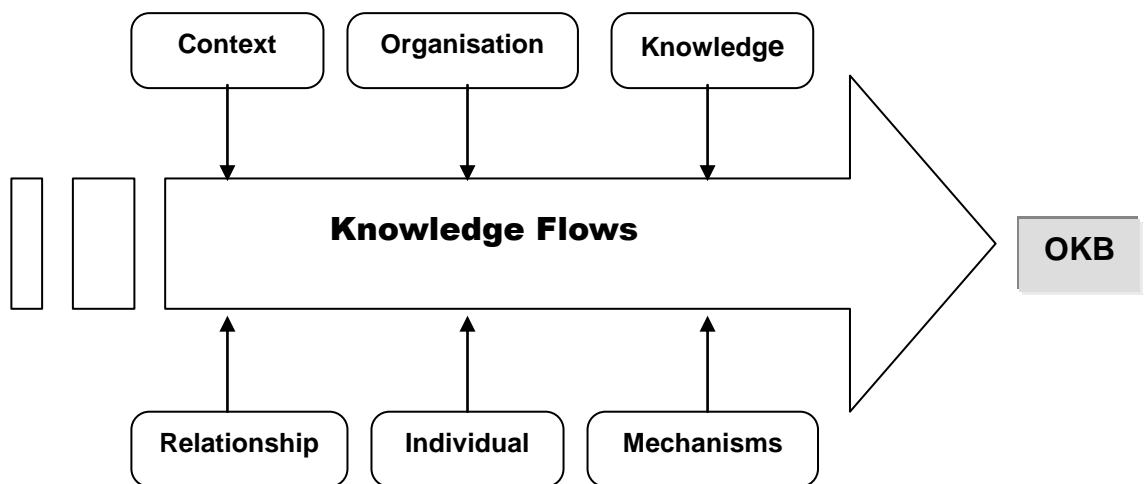 Context
Organisation
Knowledge
Knowledge Flows
OKB
Relationship
Individual
Mechanisms